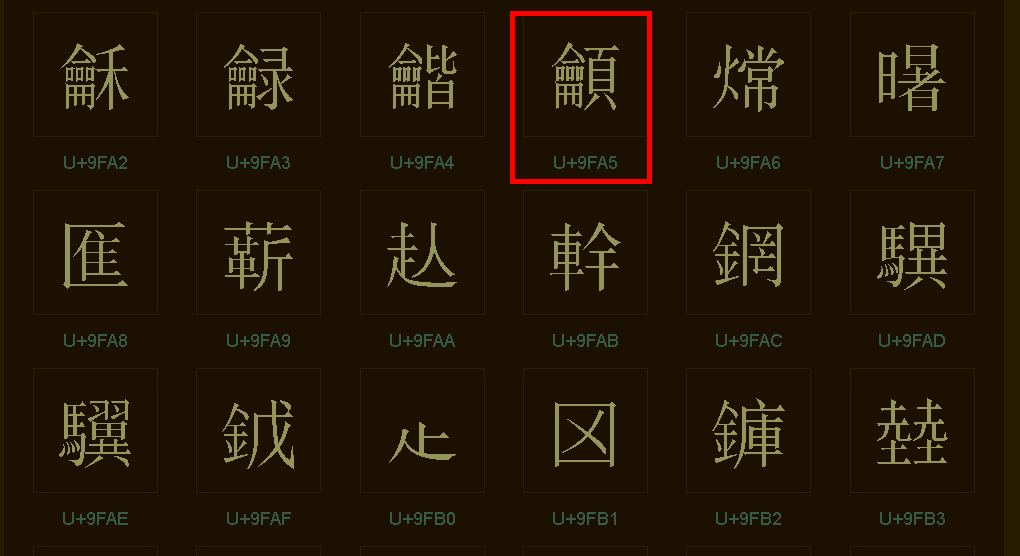 龢 龣 龤 龥 龦 龧
U+9FA2 U+9FA3 U+9FA4 U+9FA5 U+9FA6 U+9FA7
龨 龩 龪 龫 龬 龭
U+9FA8 U+9FA9 U+9FAA U+9FAB U+9FAC U+9FAD
龮 龯 龰 龱 龲 龳
U+9FAE U+9FAF U+9FB0 U+9FB1 U+9FB2 U+9FB3